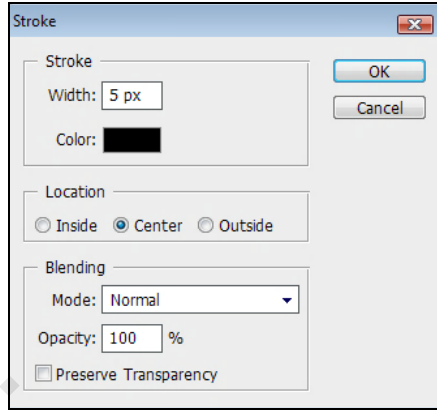 Stroke
Stroke
Width: 5 px
Color:
OK
Cancel
Location
Inside Center Outside
Blending
Mode: Normal
Opacity: 100 %
Preserve Transparency